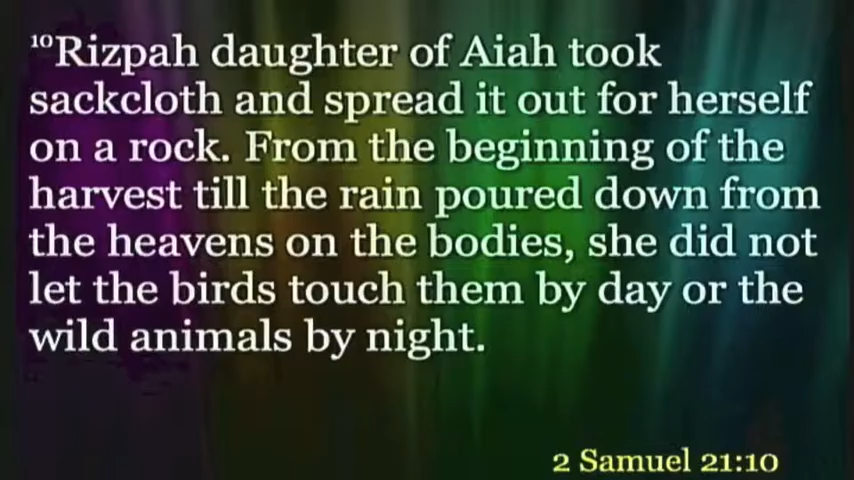 ¹⁰Rizpah daughter of Aiah took
sackcloth and spread it out for herself
on a rock. From the beginning of the
harvest till the rain poured down from
the heavens on the bodies, she did not
let the birds touch them by day or the
wild animals by night.
2 Samuel 21:10